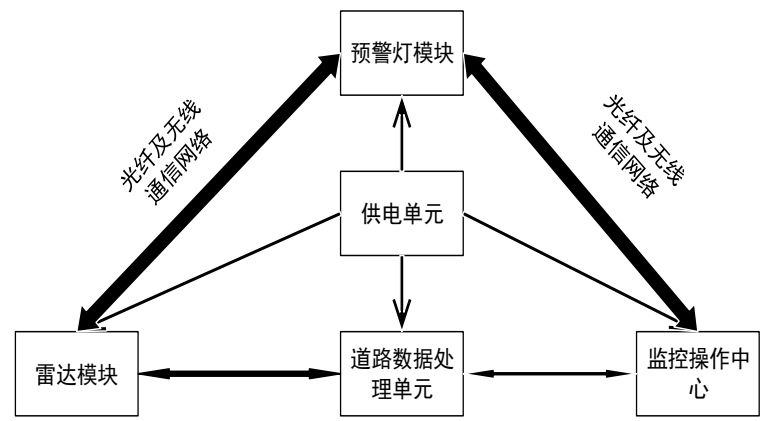 预警灯模块
光纤及无线
通信网络
光纤及无线
通信网络
供电单元
雷达模块
道路数据处
理单元
监控操作中
心